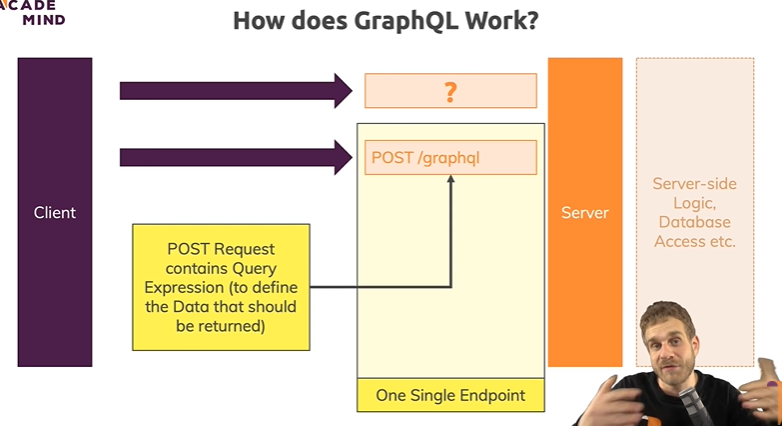 ACADE
MIND
How does GraphQL Work?
?
POST /graphql
Client
Server
Server-side
Logic,
Database
Access etc.
POST Request
contains Query
Expression (to define
the Data that should
be returned)
One Single Endpoint